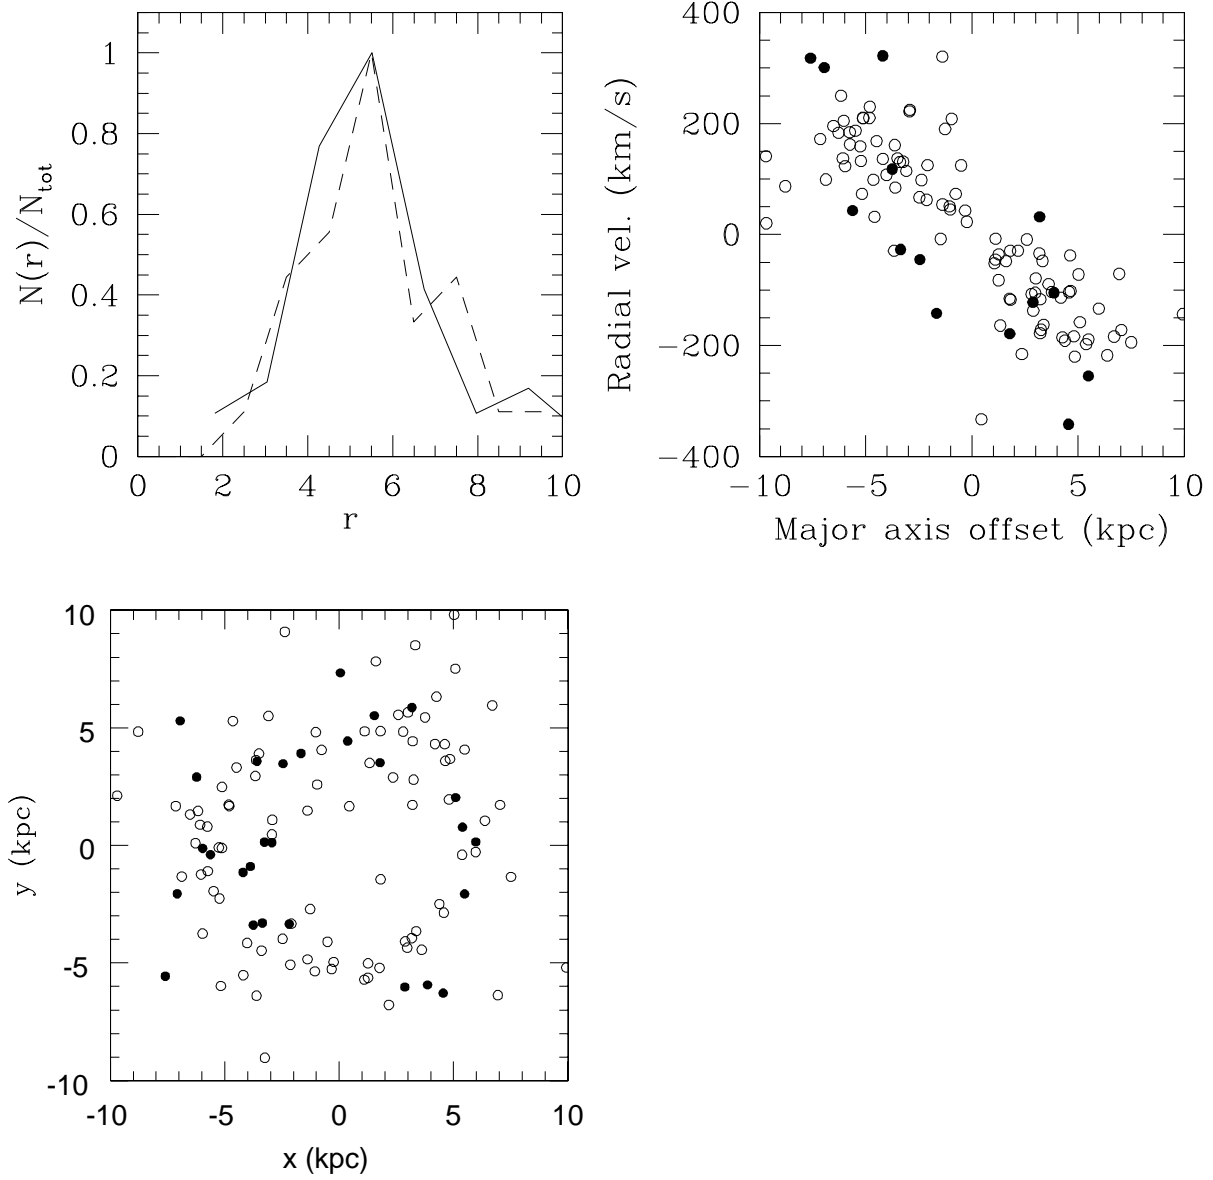 1
0.8
0.6
0.4
0.2
0
N(r)/N_tot
0 2 4 6 8 10
r
400
200
0
−200
−400
Radial vel. (km/s)
−10 −5 0 5 10
Major axis offset (kpc)
10
5
0
-5
-10
y (kpc)
-10 -5 0 5 10
x (kpc)